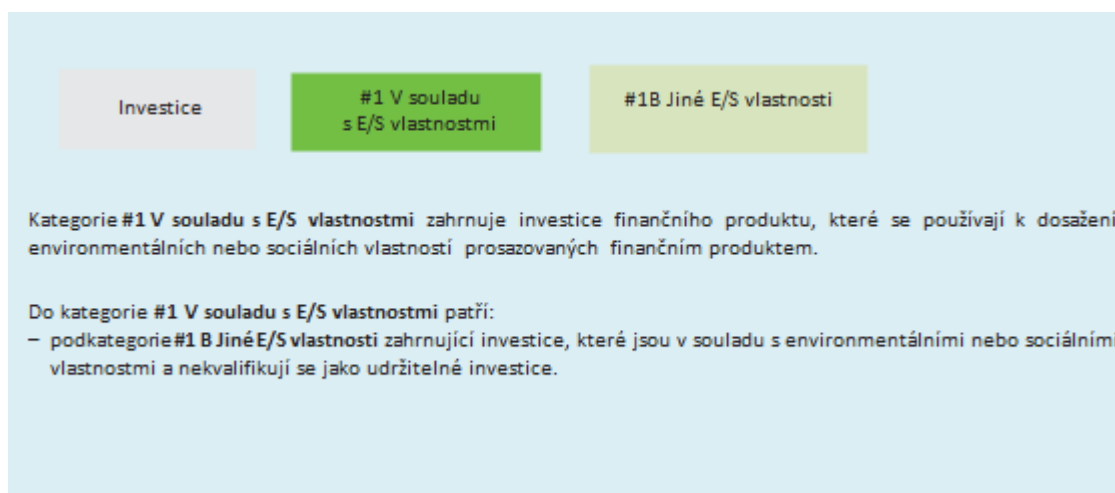 Investice
#1 V souladu
s E/S vlastnostmi
#1B Jiné E/S vlastnosti
Kategorie #1 V souladu s E/S vlastnostmi zahrnuje investice finančního produktu, které se používají k dosažení
environmentálních nebo sociálních vlastností prosazovaných finančním produktem.
Do kategorie #1 V souladu s E/S vlastnostmi patří:
– podkategorie #1 B Jiné E/S vlastnosti zahrnující investice, které jsou v souladu s environmentálními nebo sociálními
vlastnostmi a nekvalifikují se jako udržitelné investice.